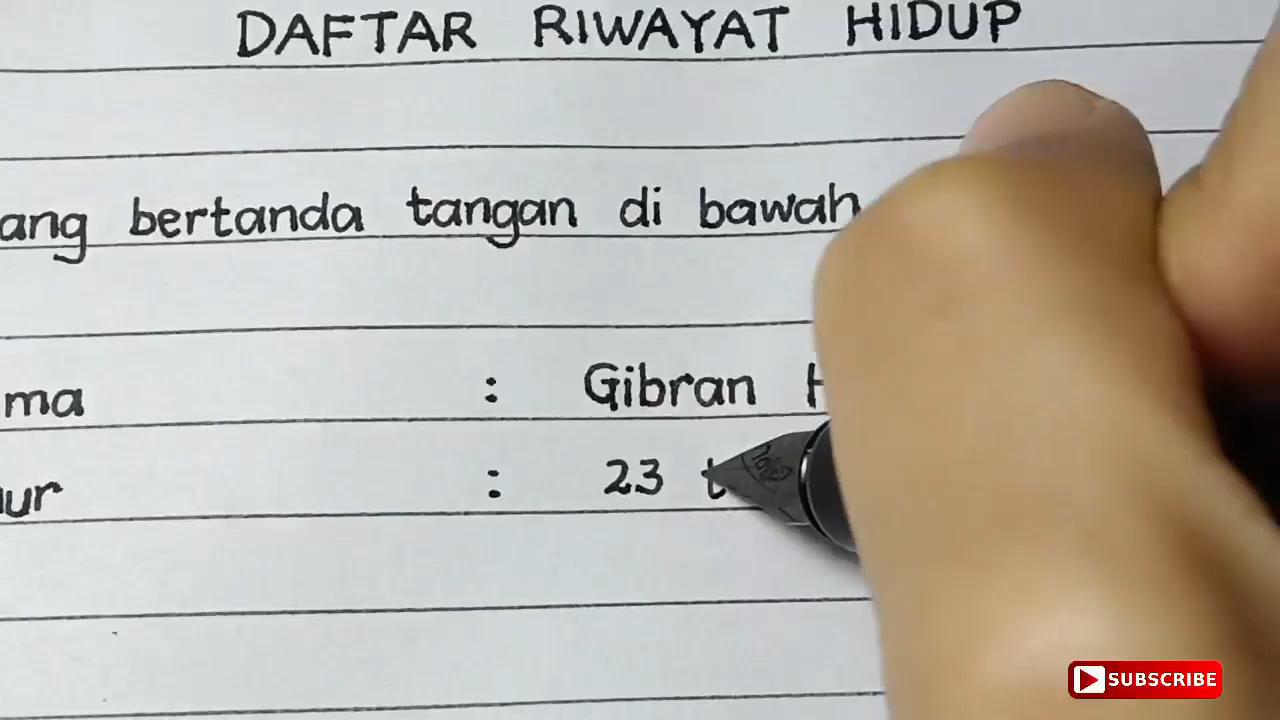 DAFTAR RIWAYAT HIDUP
ang bertanda tangan di bawah
ma : Gibran H
ur : 23 t
SUBSCRIBE